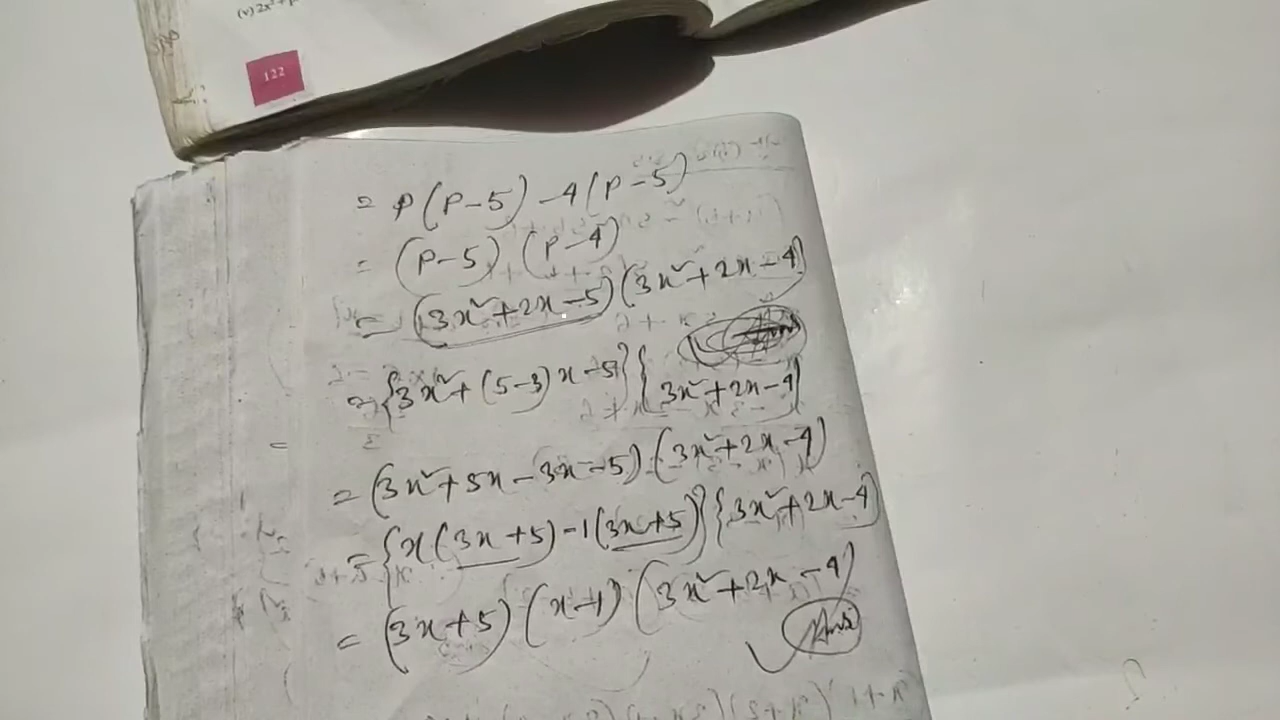 (v) 2x²+p
122
= p(p-5) -4(p-5)
= (p-5) (p-4)
= (3x²+2x-5)(3x²+2x-4)
= {3x²+(5-3)x-5}{3x²+2x-4}
= (3x²+5x-3x-5)(3x²+2x-4)
= {x(3x+5)-1(3x+5)}{3x²+2x-4}
= (3x+5)(x-1)(3x²+2x-4)
Ans